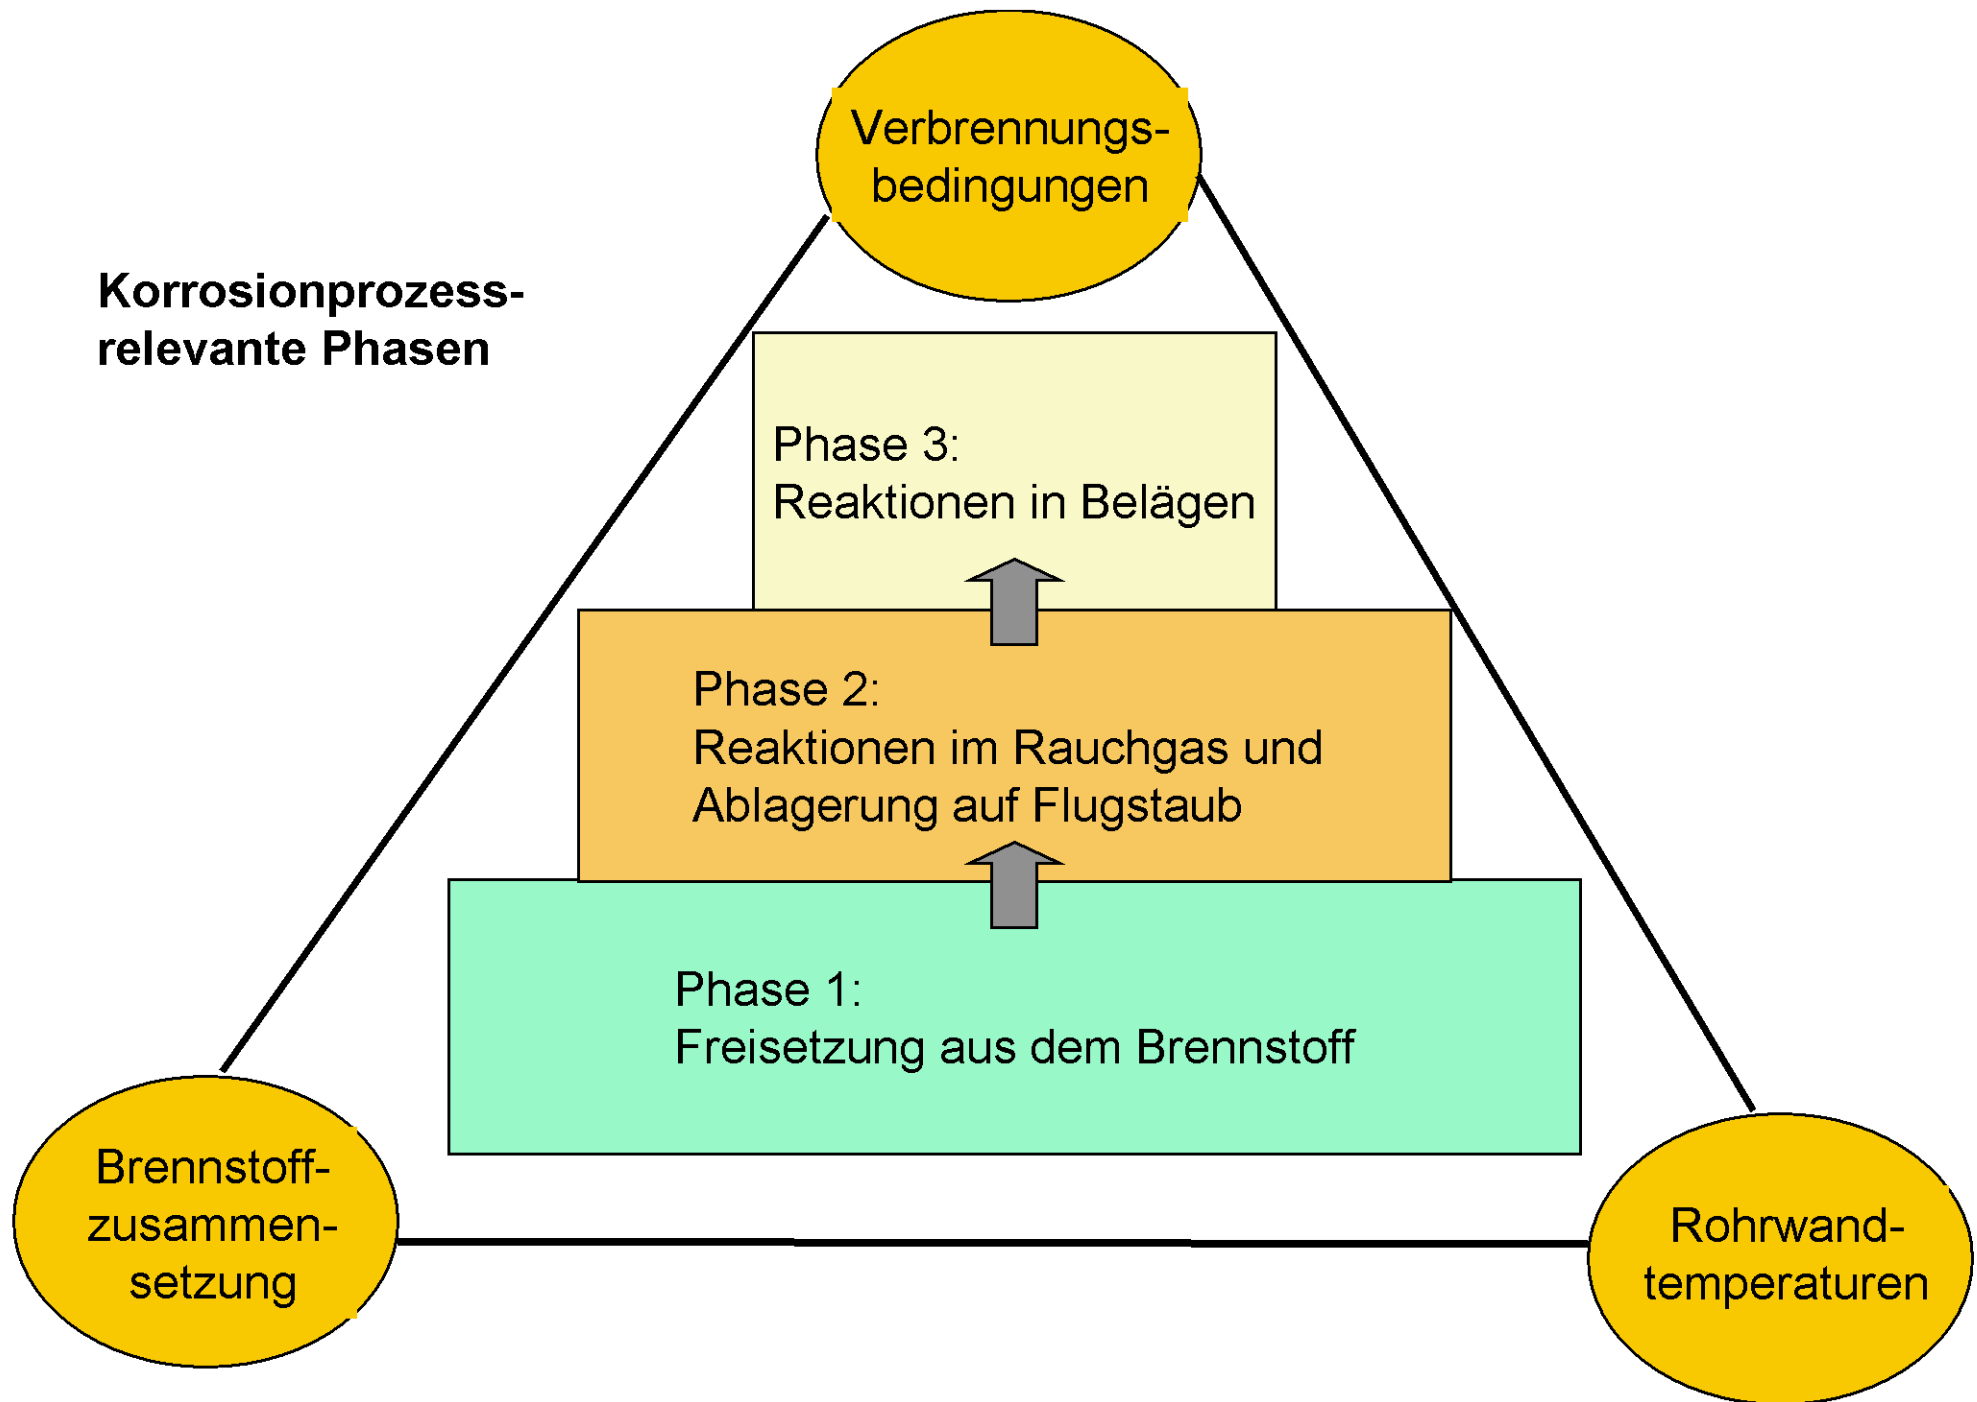 Verbrennungs-
bedingungen
Korrosionprozess-
relevante Phasen
Phase 3:
Reaktionen in Belägen
Phase 2:
Reaktionen im Rauchgas und
Ablagerung auf Flugstaub
Phase 1:
Freisetzung aus dem Brennstoff
Brennstoff-
zusammen-
setzung
Rohrwand-
temperaturen